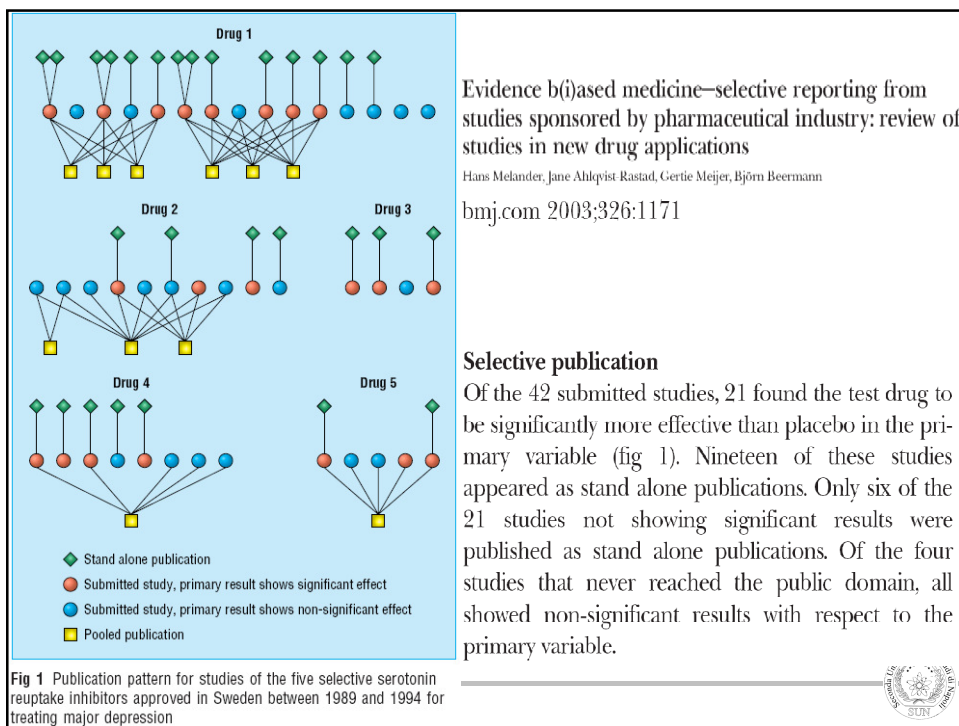 Drug 1
Drug 2
Drug 3
Drug 4
Drug 5
Stand alone publication
Submitted study, primary result shows significant effect
Submitted study, primary result shows non-significant effect
Pooled publication
Fig 1 Publication pattern for studies of the five selective serotonin
reuptake inhibitors approved in Sweden between 1989 and 1994 for
treating major depression
Evidence b(i)ased medicine—selective reporting from
studies sponsored by pharmaceutical industry: review of
studies in new drug applications
Hans Melander, Jane Ahlqvist-Rastad, Gertie Meijer, Björn Beermann
bmj.com 2003;326:1171
Selective publication
Of the 42 submitted studies, 21 found the test drug to
be significantly more effective than placebo in the pri-
mary variable (fig 1). Nineteen of these studies
appeared as stand alone publications. Only six of the
21 studies not showing significant results were
published as stand alone publications. Of the four
studies that never reached the public domain, all
showed non-significant results with respect to the
primary variable.
Seconda di Napoli
SUN